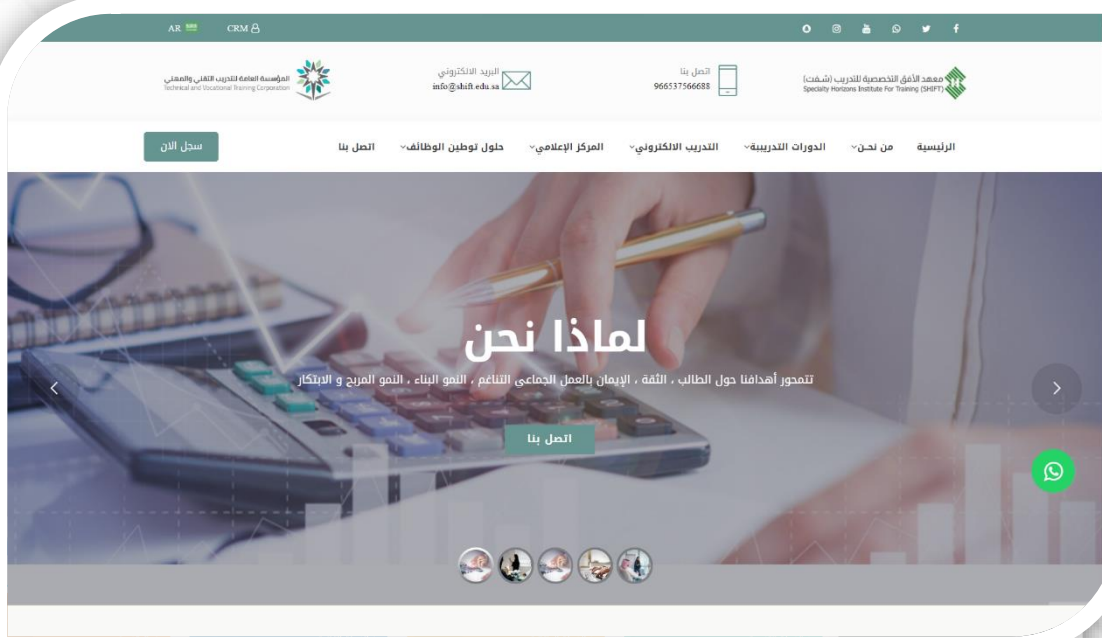 CRM
AR
معهد الأفق التخصصية للتدريب (شفت)
Specialty Horizons Institute For Training (SHIFT)
اتصل بنا
966537566688
البريد الالكتروني
info@shift.edu.sa
المؤسسة العامة للتدريب التقني والمهني
Technical and Vocational Training Corporation
الرئيسية
من نحن
الدورات التدريبية
التدريب الالكتروني
المركز الإعلامي
حلول توطين الوظائف
اتصل بنا
سجل الان
لماذا نحن
تتمحور أهدافنا حول الطالب ، الثقة ، الإيمان بالعمل الجماعي التناغم ، النمو البناء ، النمو المربح و الابتكار
اتصل بنا